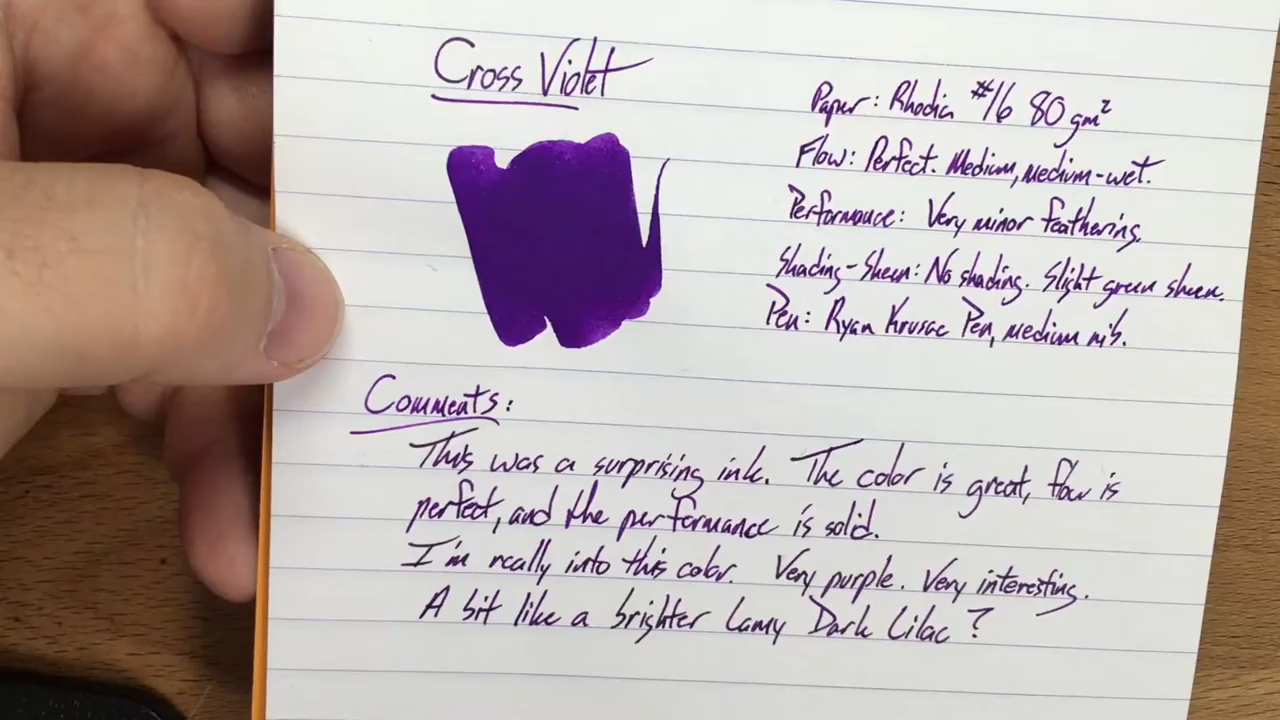 Cross Violet
Paper: Rhodia #16 80 gm²
Flow: Perfect. Medium, medium-wet.
Performance: Very minor feathering.
Shading-Sheen: No shading. Slight green sheen.
Pen: Ryan Krusac Pen, medium nib.
Comments:
This was a surprising ink. The color is great, flow is
perfect, and the performance is solid.
I'm really into this color. Very purple. Very interesting.
A bit like a brighter Lamy Dark Lilac?